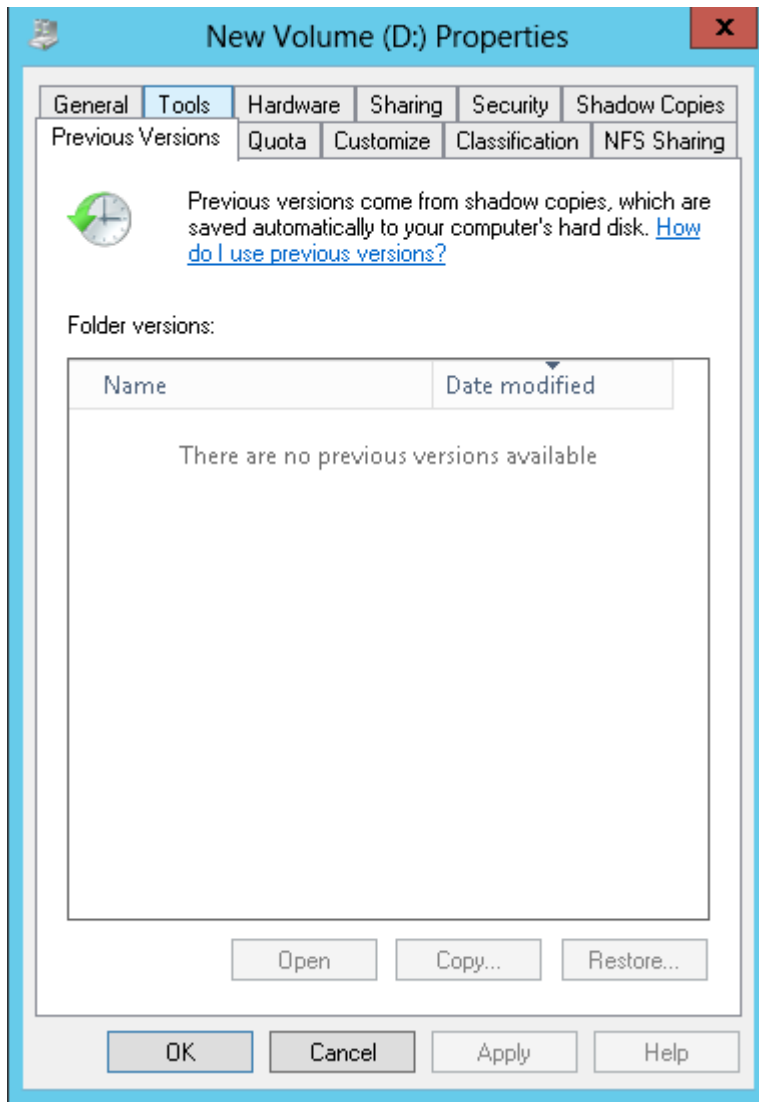 New Volume (D:) Properties
x
General Tools Hardware Sharing Security Shadow Copies
Previous Versions Quota Customize Classification NFS Sharing
Previous versions come from shadow copies, which are
saved automatically to your computer's hard disk. How
do I use previous versions?
Folder versions:
Name Date modified
There are no previous versions available
Open Copy... Restore...
OK Cancel Apply Help